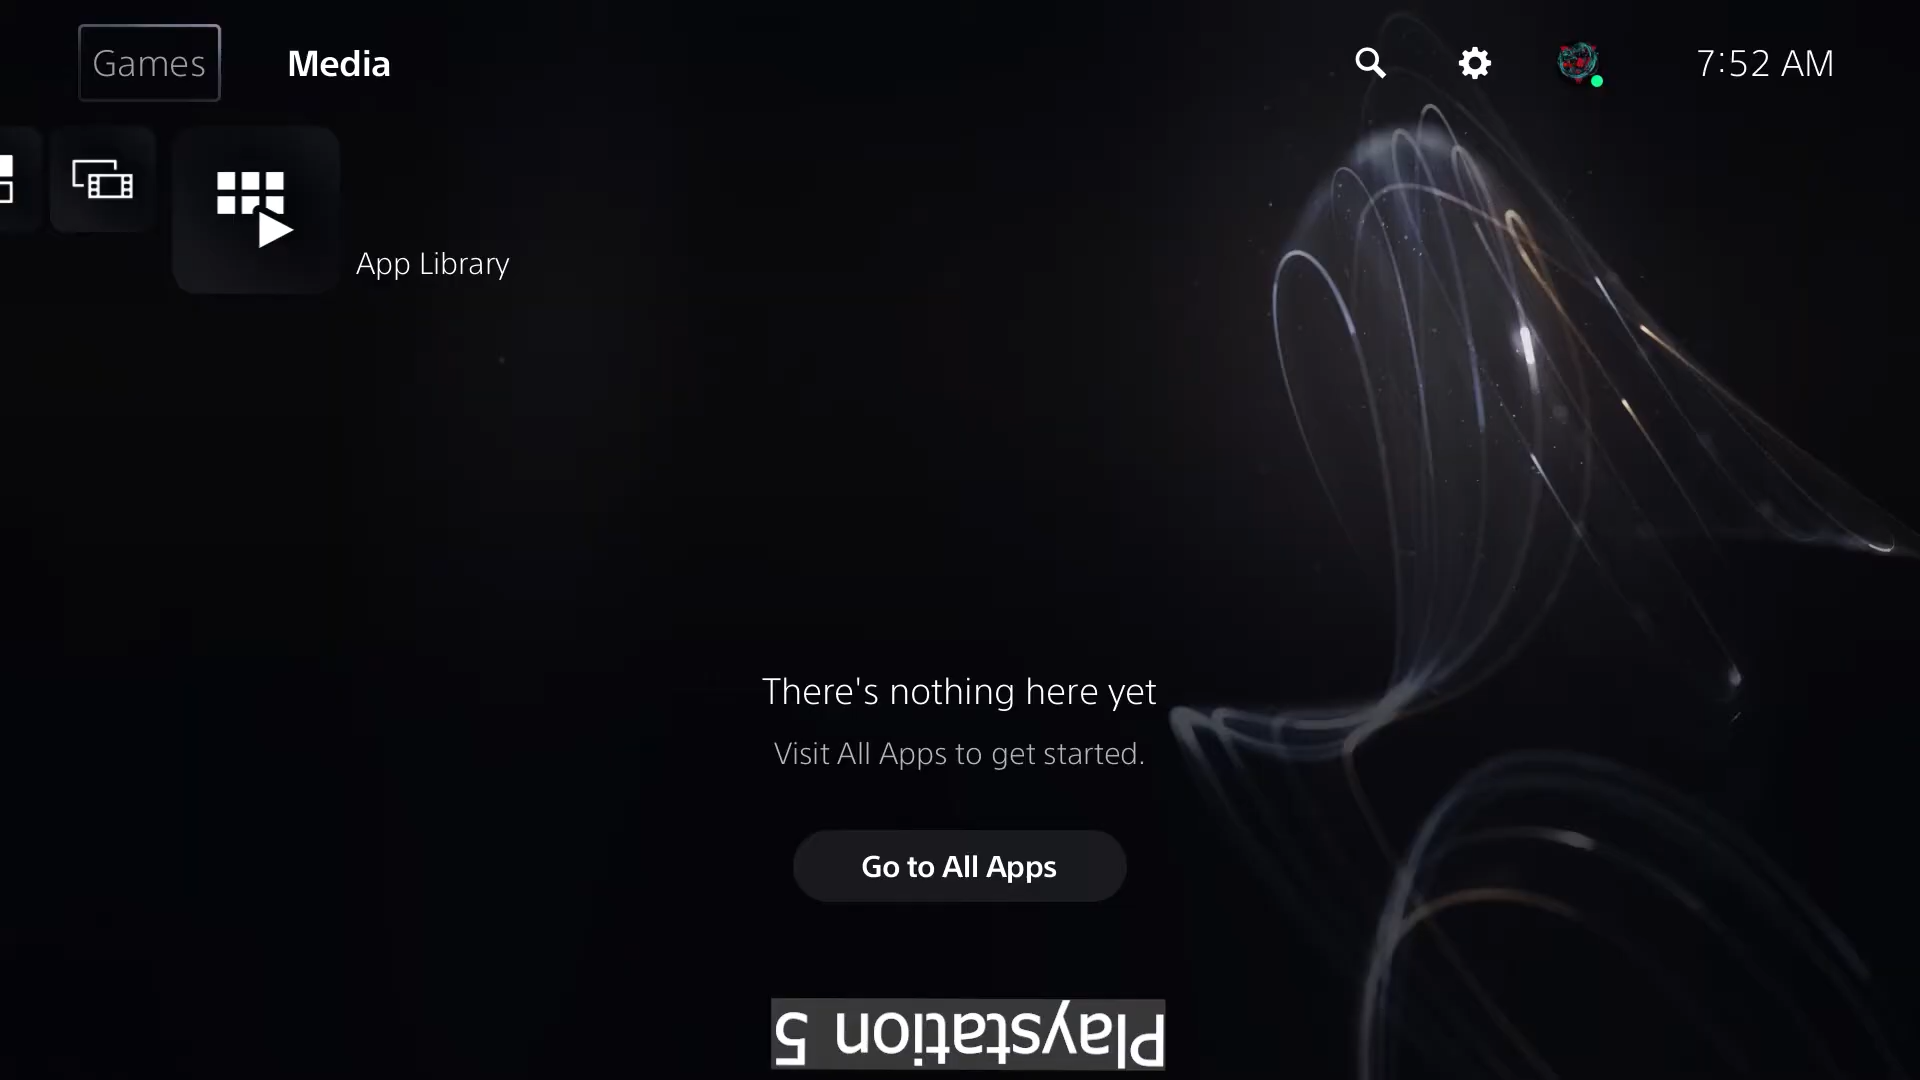 Games
Media
7:52 AM
App Library
There's nothing here yet
Visit All Apps to get started.
Go to All Apps
Playstation 5